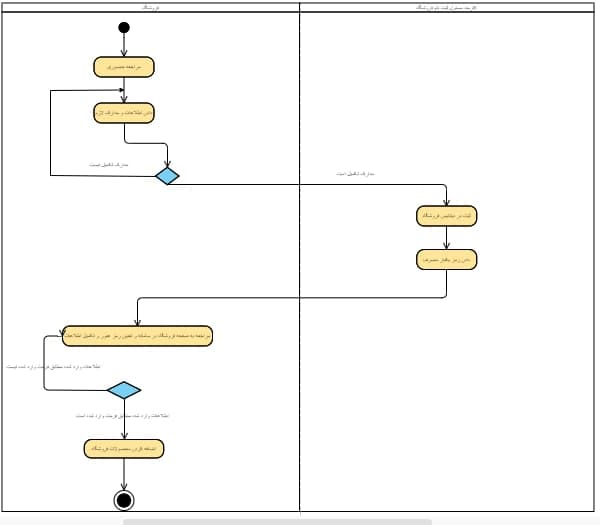 فروشگاه
کارمند مسئول ثبت نام فروشگاه
مراجعه حضوری
دادن اطلاعات و مدارک لازم
مدارک تکمیل نیست
مدارک تکمیل است
ثبت در دیتابیس فروشگاه
دادن رمز یکبار مصرف
مراجعه به صفحه فروشگاه در سامانه و تعیین رمز عبور و تکمیل اطلاعات
اطلاعات وارد شده مطابق فرمت وارد شده نیست
اطلاعات وارد شده مطابق فرمت وارد شده است
اضافه کردن محصولات فروشگاه